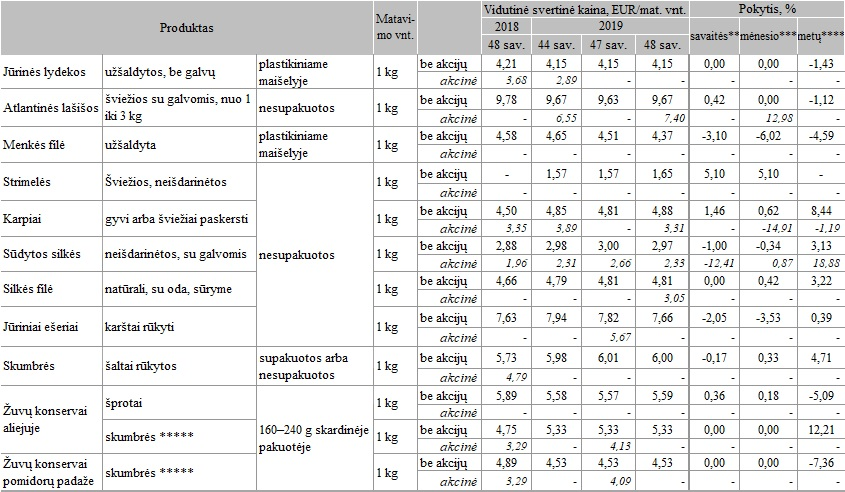 Produktas Matavi-mo vnt. Vidutinė svertinė kaina, EUR/mat. vnt. Pokytis, %
2018 2019 savaitės** mėnesio*** metų****
48 sav. 44 sav. 47 sav. 48 sav.
Jūrinės lydekos užšaldytos, be galvų plastikiniame maišelyje 1 kg be akcijų 4,21 4,15 4,15 4,15 0,00 0,00 -1,43
akcinė 3,68 2,89 - - - - -
Atlantinės lašišos šviežios su galvomis, nuo 1 iki 3 kg nesupakuotos 1 kg be akcijų 9,78 9,67 9,63 9,67 0,42 0,00 -1,12
akcinė - 6,55 - 7,40 - 12,98 -
Menkės filė užšaldyta plastikiniame maišelyje 1 kg be akcijų 4,58 4,65 4,51 4,37 -3,10 -6,02 -4,59
akcinė - - - - - - -
Strimelės Šviežios, neišdarinėtos nesupakuotos 1 kg be akcijų - 1,57 1,57 1,65 5,10 5,10 -
akcinė - - - - - - -
Karpiai gyvi arba šviežiai paskersti 1 kg be akcijų 4,50 4,85 4,81 4,88 1,46 0,62 8,44
akcinė 3,35 3,89 - 3,31 - -14,91 -1,19
Sūdytos silkės neišdarinėtos, su galvomis 1 kg be akcijų 2,88 2,98 3,00 2,97 -1,00 -0,34 3,13
akcinė 1,96 2,31 2,66 2,33 -12,41 0,87 18,88
Silkės filė natūrali, su oda, sūryme 1 kg be akcijų 4,66 4,79 4,81 4,81 0,00 0,42 3,22
akcinė - - - 3,05 - - -
Jūriniai ešeriai karštai rūkyti 1 kg be akcijų 7,63 7,94 7,82 7,66 -2,05 -3,53 0,39
akcinė - - 5,67 - - - -
Skumbrės šaltai rūkytos supakuotos arba nesupakuotos 1 kg be akcijų 5,73 5,98 6,01 6,00 -0,17 0,33 4,71
akcinė 4,79 - - - - - -
Žuvų konservai aliejuje šprotai 160–240 g skardinėje pakuotėje 1 kg be akcijų 5,89 5,58 5,57 5,59 0,36 0,18 -5,09
akcinė - - - - - - -
skumbrės ***** 1 kg be akcijų 4,75 5,33 5,33 5,33 0,00 0,00 12,21
akcinė 3,29 - 4,13 - - - -
Žuvų konservai pomidorų padaže skumbrės ***** 1 kg be akcijų 4,89 4,53 4,53 4,53 0,00 0,00 -7,36
akcinė 3,29 - 4,09 - - - -